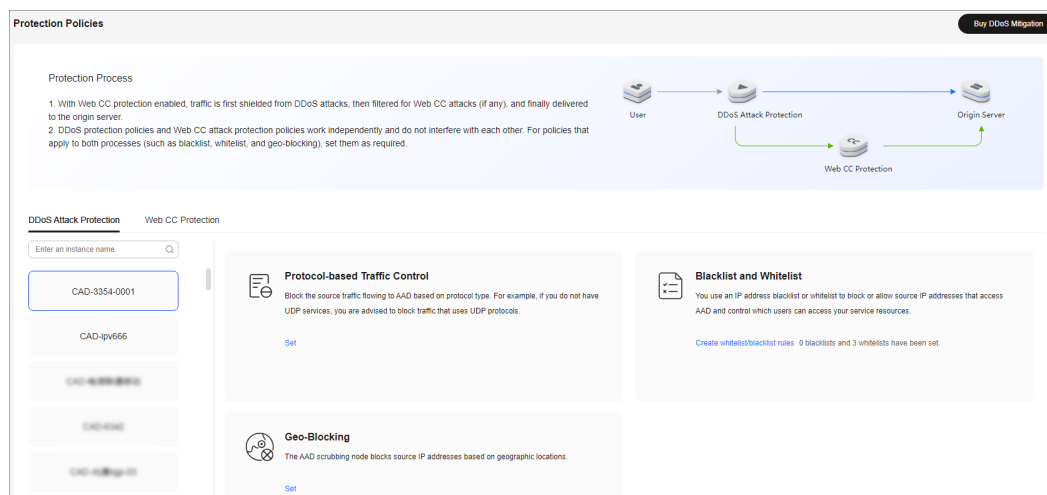 Protection Policies
Buy DDoS Mitigation
Protection Process
1. With Web CC protection enabled, traffic is first shielded from DDoS attacks, then filtered for Web CC attacks (if any), and finally delivered
to the origin server.
2. DDoS protection policies and Web CC attack protection policies work independently and do not interfere with each other. For policies that
apply to both processes (such as blacklist, whitelist, and geo-blocking), set them as required.
User
DDoS Attack Protection
Origin Server
CC
Web CC Protection
DDoS Attack Protection
Web CC Protection
Enter an instance name.
CAD-3354-0001
CAD-ipv666
Protocol-based Traffic Control
Block the source traffic flowing to AAD based on protocol type. For example, if you do not have
UDP services, you are advised to block traffic that uses UDP protocols.
Set
Blacklist and Whitelist
You use an IP address blacklist or whitelist to block or allow source IP addresses that access
AAD and control which users can access your service resources.
Create whitelist/blacklist rules 0 blacklists and 3 whitelists have been set.
Geo-Blocking
The AAD scrubbing node blocks source IP addresses based on geographic locations.
Set